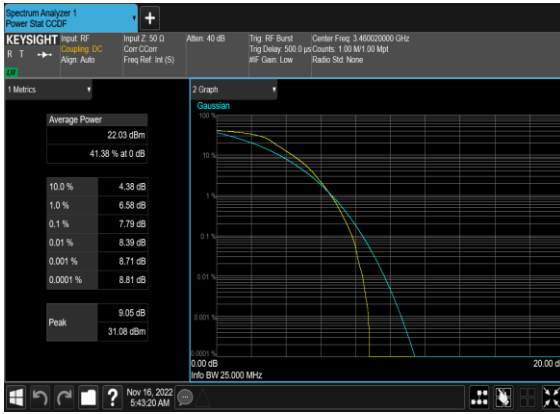 Spectrum Analyzer 1
Power Stat CCDF
KEYSIGHT
R T
LW
Input: RF
Coupling: DC
Align: Auto
Input Z: 50 Ω
Corr CCorr
Freq Ref: Int (S)
Atten: 40 dB
Trig: RF Burst
Trig Delay: 500.0 µs
#IF Gain: Low
Center Freq: 3.460020000 GHz
Counts: 1.00 M/1.00 Mpt
Radio Std: None
1 Metrics
Average Power
22.03 dBm
41.38 % at 0 dB
10.0 % 4.38 dB
1.0 % 6.58 dB
0.1 % 7.79 dB
0.01 % 8.39 dB
0.001 % 8.71 dB
0.0001 % 8.81 dB
Peak
9.05 dB
31.08 dBm
2 Graph
Gaussian
100 %
10 %
1 %
0.1 %
0.01 %
0.001 %
0.0001 %
0.00 dB
20.00 d
Info BW 25.000 MHz
?
Nov 16, 2022
5:43:20 AM